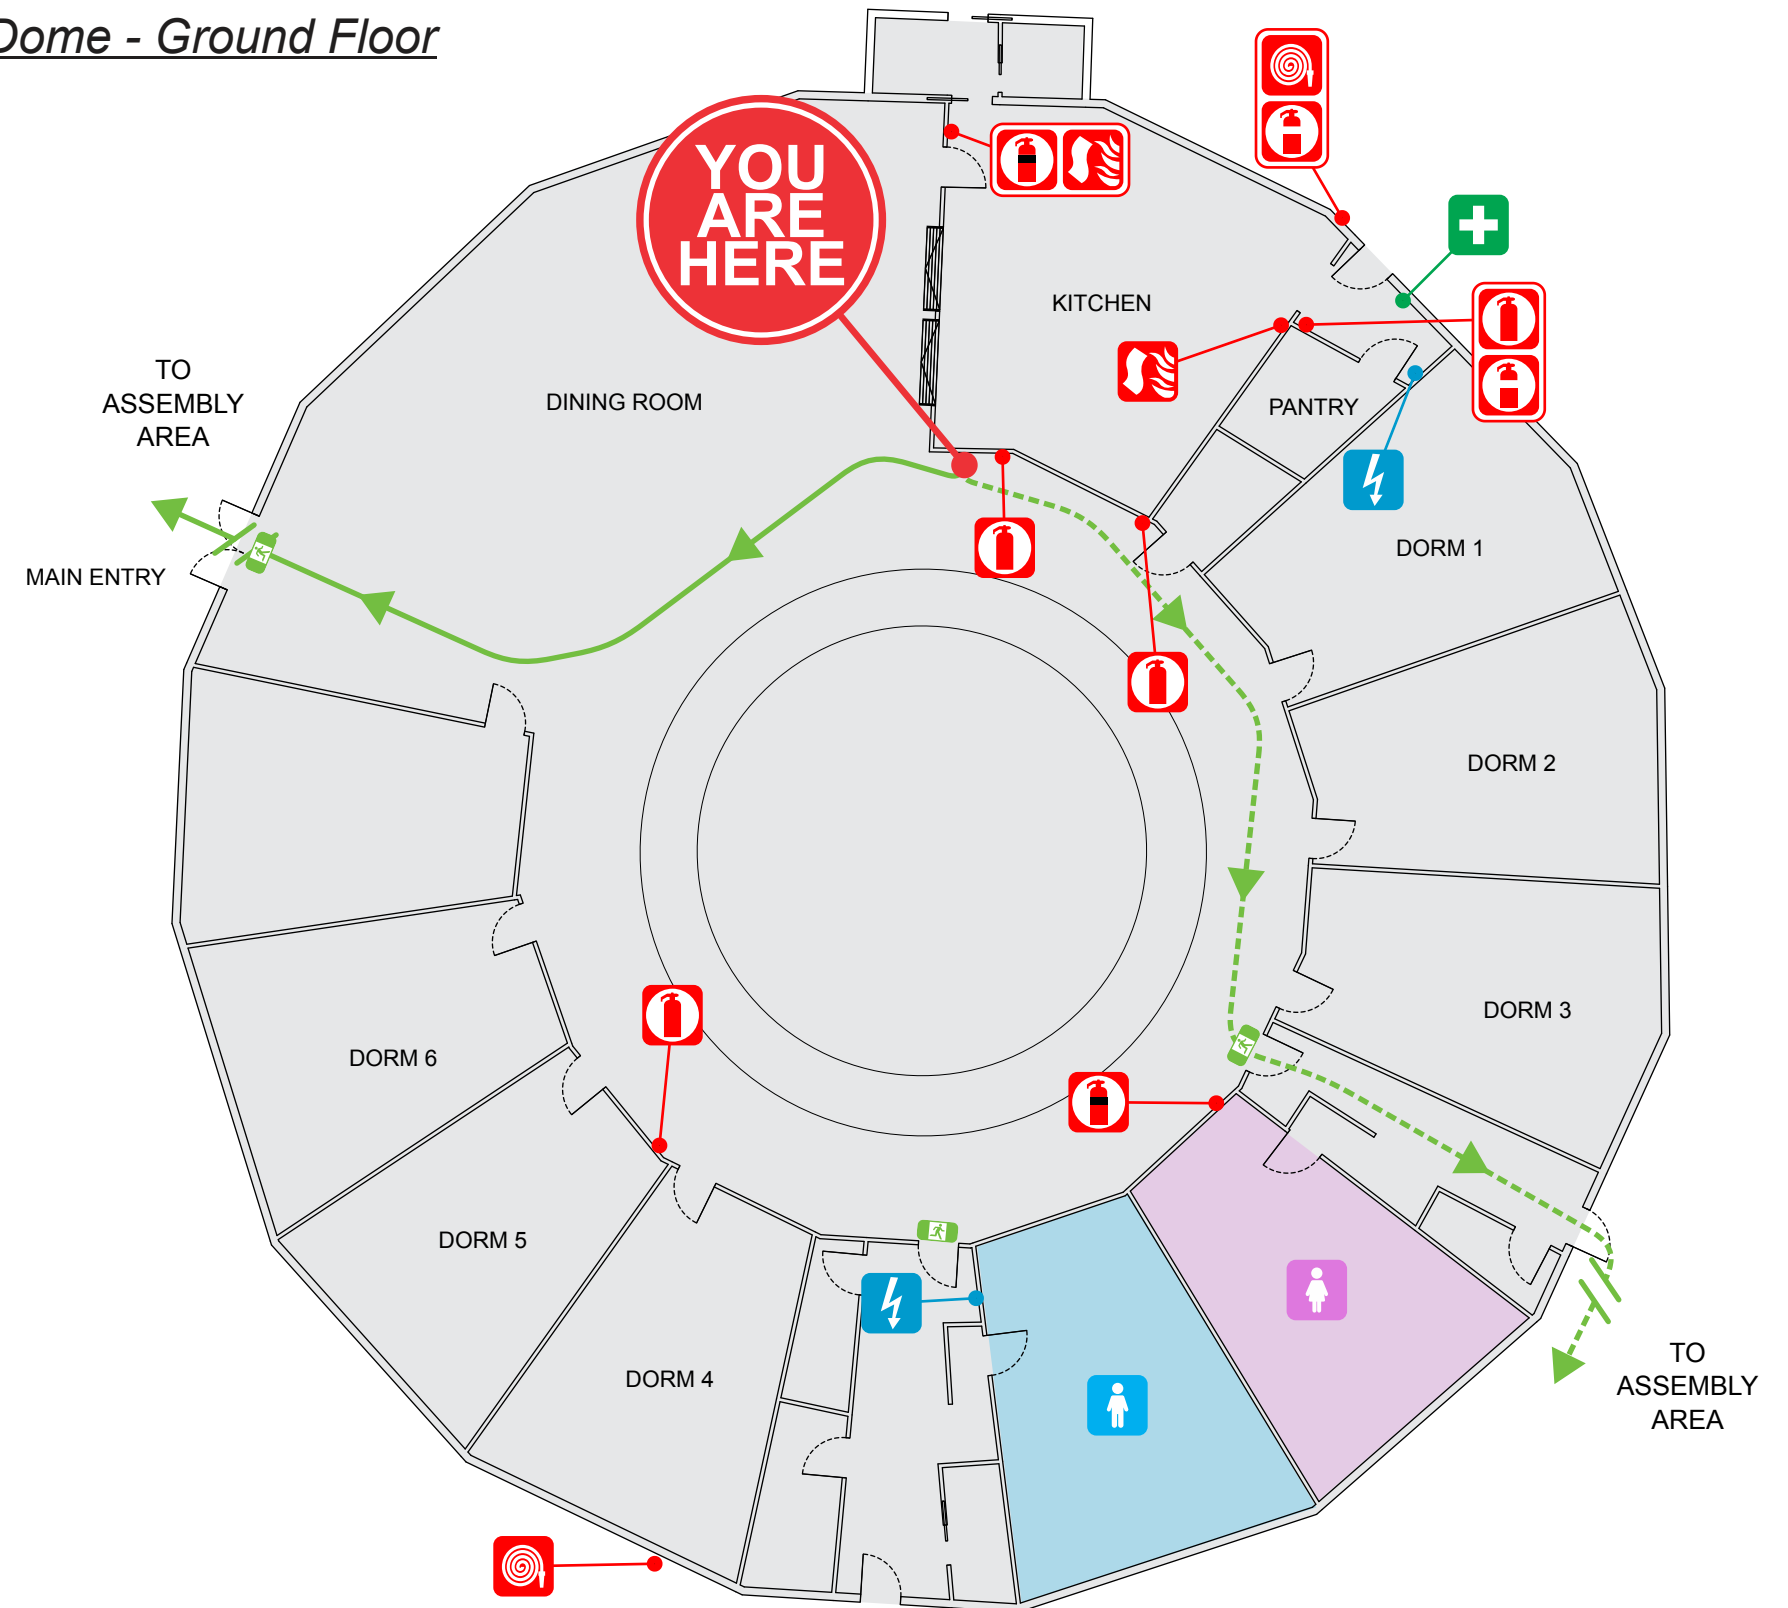 Dome - Ground Floor
YOU
ARE
HERE
KITCHEN
TO
ASSEMBLY
AREA
DINING ROOM
PANTRY
MAIN ENTRY
DORM 1
DORM 2
DORM 3
DORM 6
DORM 5
DORM 4
TO
ASSEMBLY
AREA